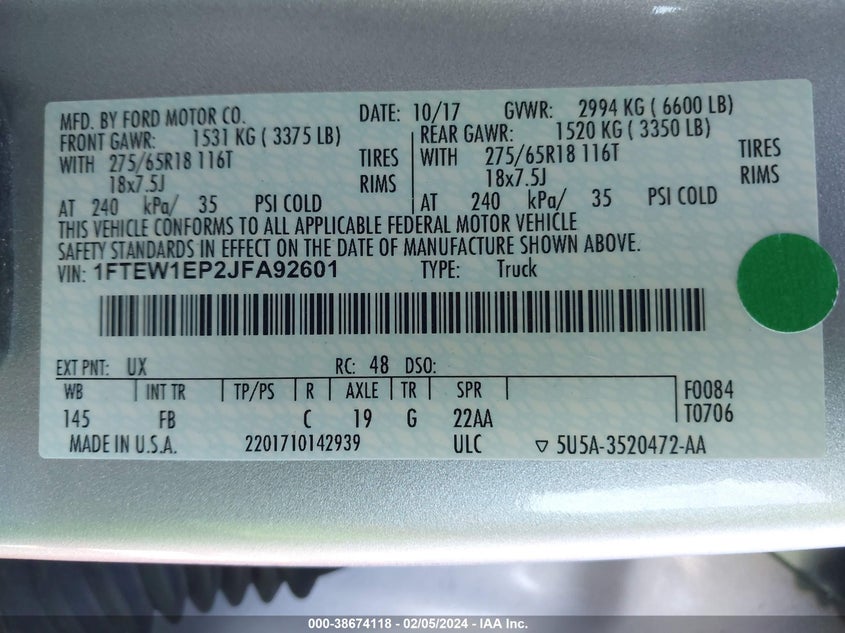 MFD. BY FORD MOTOR CO. DATE: 10/17 GVWR: 2994 KG ( 6600 LB)
FRONT GAWR: 1531 KG ( 3375 LB) REAR GAWR: 1520 KG ( 3350 LB)
WITH 275/65R18 116T TIRES WITH 275/65R18 116T TIRES
18x7.5J RIMS 18x7.5J RIMS
AT 240 kPa/ 35 PSI COLD AT 240 kPa/ 35 PSI COLD
THIS VEHICLE CONFORMS TO ALL APPLICABLE FEDERAL MOTOR VEHICLE
SAFETY STANDARDS IN EFFECT ON THE DATE OF MANUFACTURE SHOWN ABOVE.
VIN: 1FTEW1EP2JFA92601 TYPE: Truck
EXT PNT: UX RC: 48 DSO:
WB INT TR TP/PS R AXLE TR SPR F0084
145 FB C 19 G 22AA T0706
MADE IN U.S.A. 2201710142939 ULC ▽ 5U5A-3520472-AA
000-38674118 - 02/05/2024 - IAA Inc.